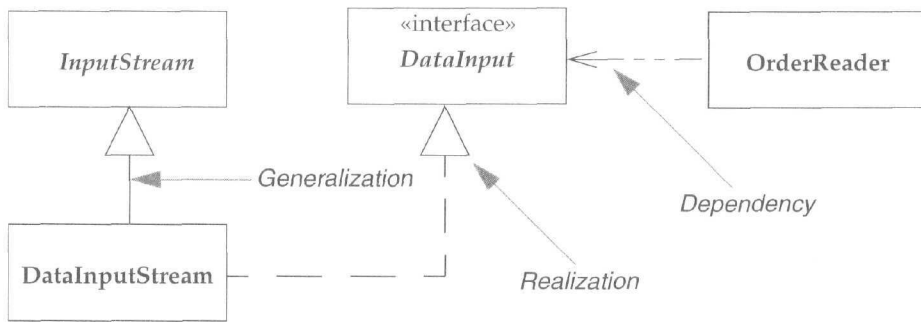 InputStream
«interface»
DataInput
OrderReader
Generalization
Dependency
DataInputStream
Realization